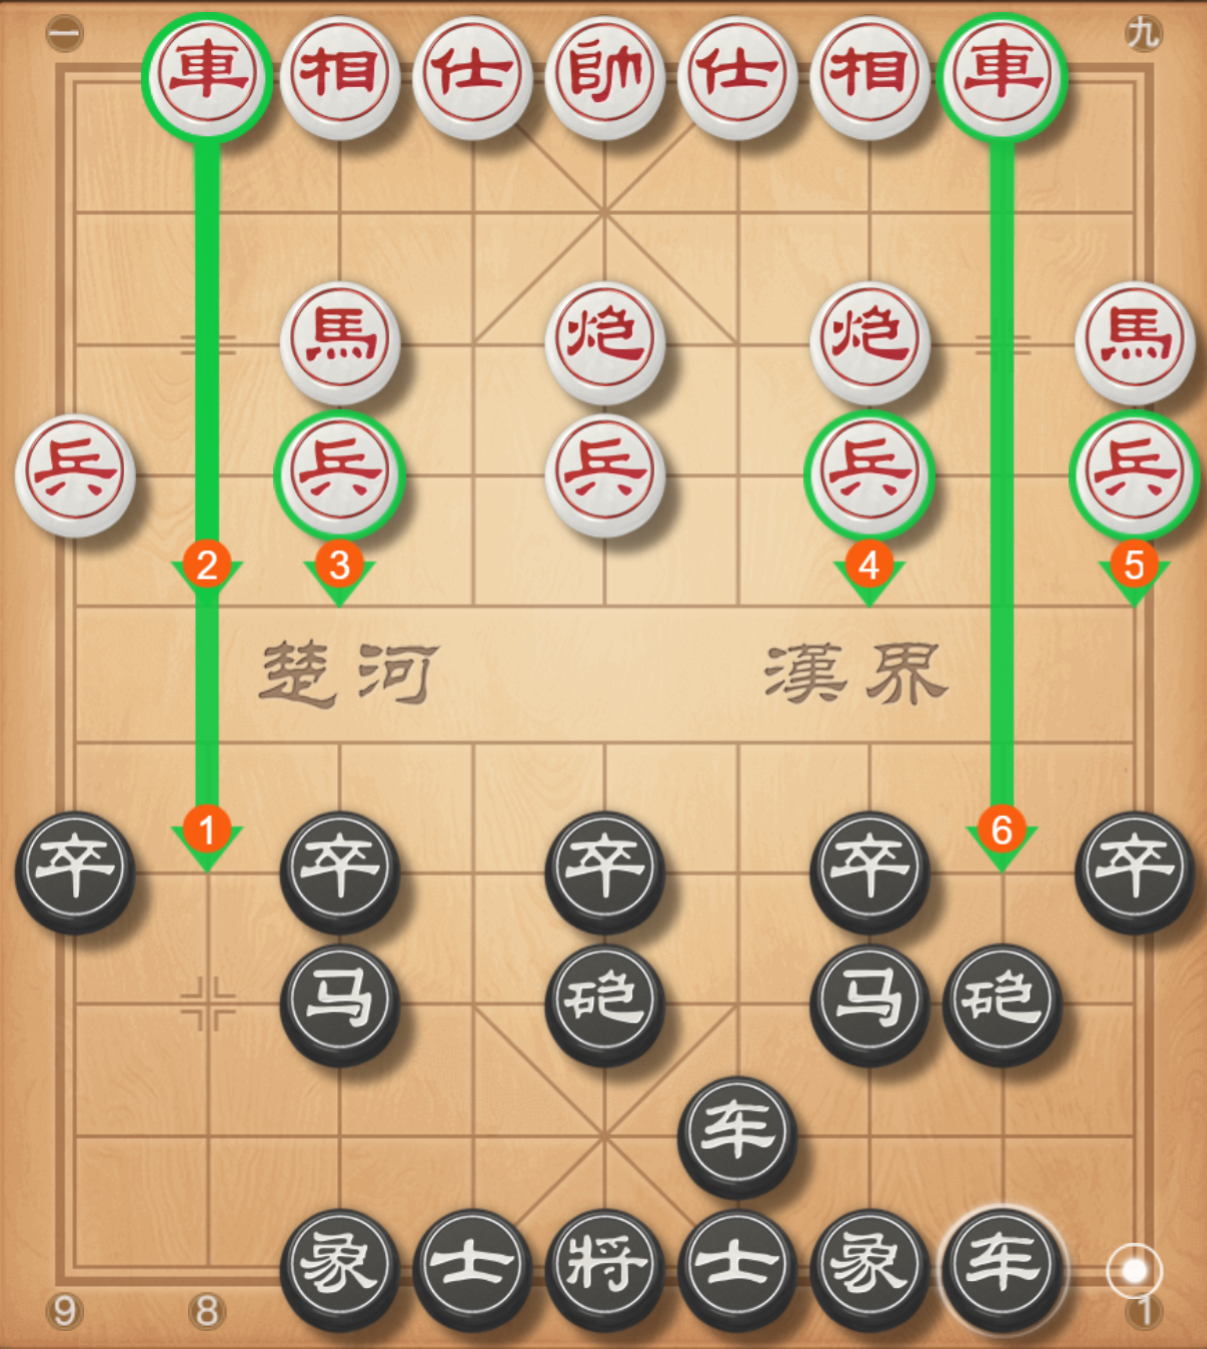 一 九
車 相 仕 帥 仕 相 車
馬 炮 炮 馬
兵 兵 兵 兵 兵
2 3 4 5
楚河 漢界
1 6
卒 卒 卒 卒 卒
马 砲 马 砲
车
象 士 将 士 象 车
9 8 1